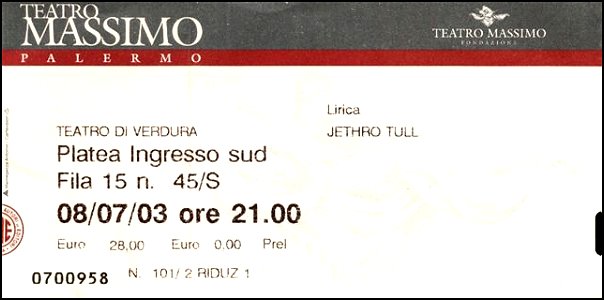 TEATRO
MASSIMO
PALERMO
TEATRO MASSIMO
FONDAZIONE
Lirica
TEATRO DI VERDURA
JETHRO TULL
Platea Ingresso sud
Fila 15 n. 45/S
08/07/03 ore 21.00
Euro 28,00 Euro 0.00 Prel
0700958 N. 101/2 RIDUZ 1